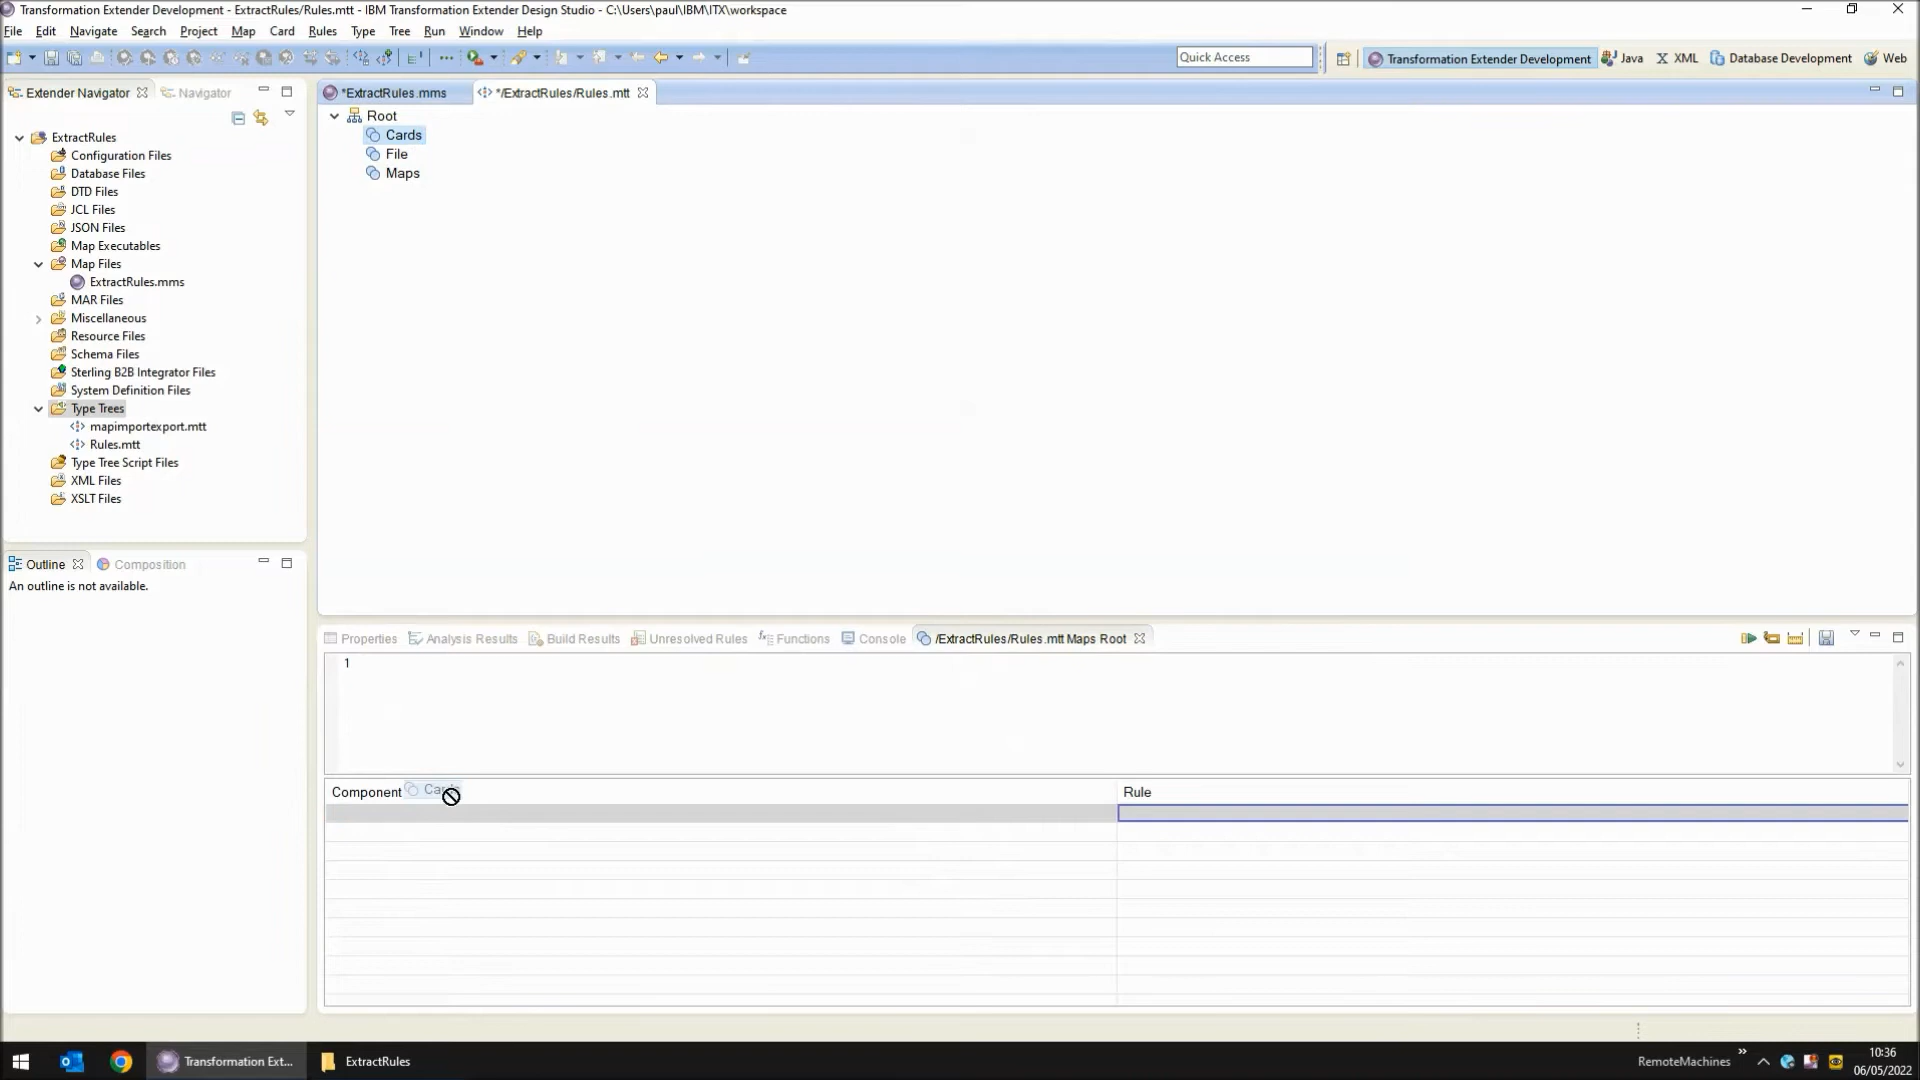 Transformation Extender Development - ExtractRules/Rules.mtt - IBM Transformation Extender Design Studio - C:\Users\paul\IBM\ITX\workspace
File Edit Navigate Search Project Map Card Rules Type Tree Run Window Help
Quick Access
Transformation Extender Development
Java
XML
Database Development
Web
Extender Navigator
Navigator
ExtractRules
Configuration Files
Database Files
DTD Files
JCL Files
JSON Files
Map Executables
Map Files
ExtractRules.mms
MAR Files
Miscellaneous
Resource Files
Schema Files
Sterling B2B Integrator Files
System Definition Files
Type Trees
mapimportexport.mtt
Rules.mtt
Type Tree Script Files
XML Files
XSLT Files
Outline
Composition
An outline is not available.
*ExtractRules.mms
*/ExtractRules/Rules.mtt
Root
Cards
File
Maps
Properties
Analysis Results
Build Results
Unresolved Rules
Functions
Console
/ExtractRules/Rules.mtt Maps Root
1
Component
Rule
Transformation Ext...
ExtractRules
RemoteMachines
10:36
06/05/2022